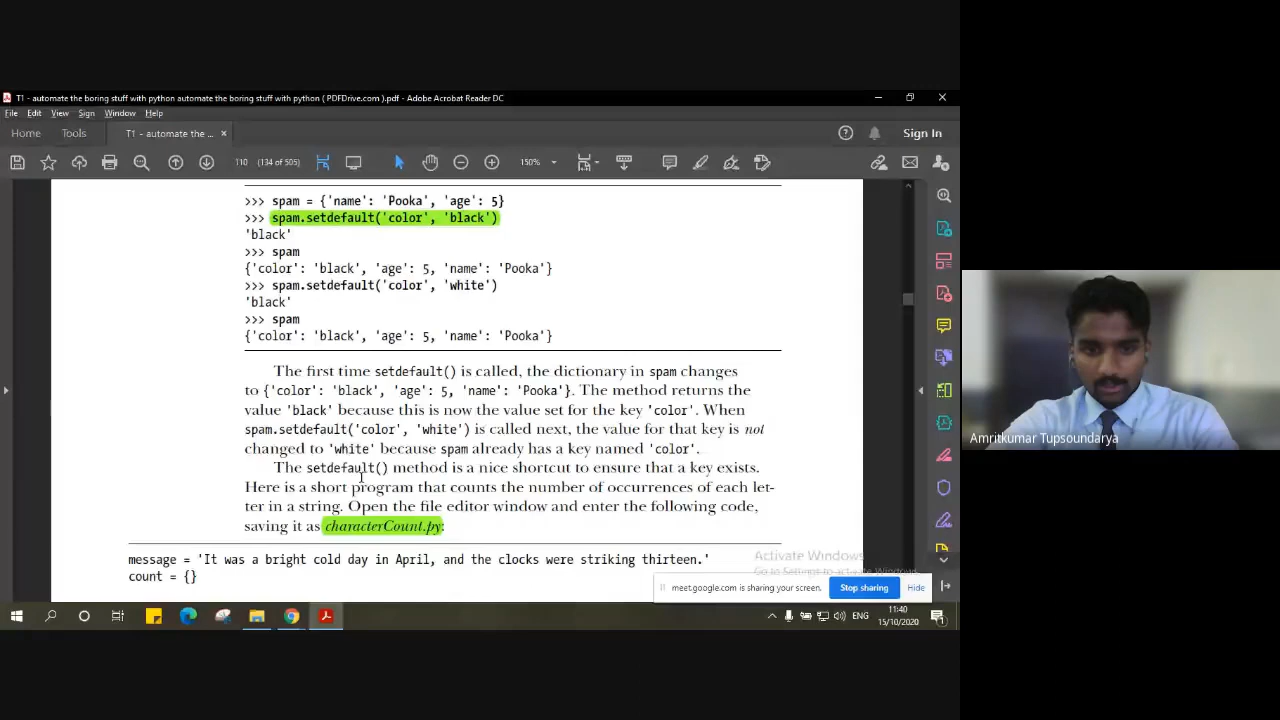 T1 - automate the boring stuff with python automate the boring stuff with python ( PDFDrive.com ).pdf - Adobe Acrobat Reader DC
File Edit View Sign Window Help
Home Tools T1 - automate the ... × Sign In
110 (134 of 505) 150%
>>> spam = {'name': 'Pooka', 'age': 5}
>>> spam.setdefault('color', 'black')
'black'
>>> spam
{'color': 'black', 'age': 5, 'name': 'Pooka'}
>>> spam.setdefault('color', 'white')
'black'
>>> spam
{'color': 'black', 'age': 5, 'name': 'Pooka'}
The first time setdefault() is called, the dictionary in spam changes
to {'color': 'black', 'age': 5, 'name': 'Pooka'}. The method returns the
value 'black' because this is now the value set for the key 'color'. When
spam.setdefault('color', 'white') is called next, the value for that key is not
changed to 'white' because spam already has a key named 'color'.
The setdefault() method is a nice shortcut to ensure that a key exists.
Here is a short program that counts the number of occurrences of each let-
ter in a string. Open the file editor window and enter the following code,
saving it as characterCount.py:
message = 'It was a bright cold day in April, and the clocks were striking thirteen.'
count = {}
Activate Windows
Go to Settings to activate Windows.
meet.google.com is sharing your screen. Stop sharing Hide
ENG
11:40
15/10/2020
1
Amritkumar Tupsoundarya